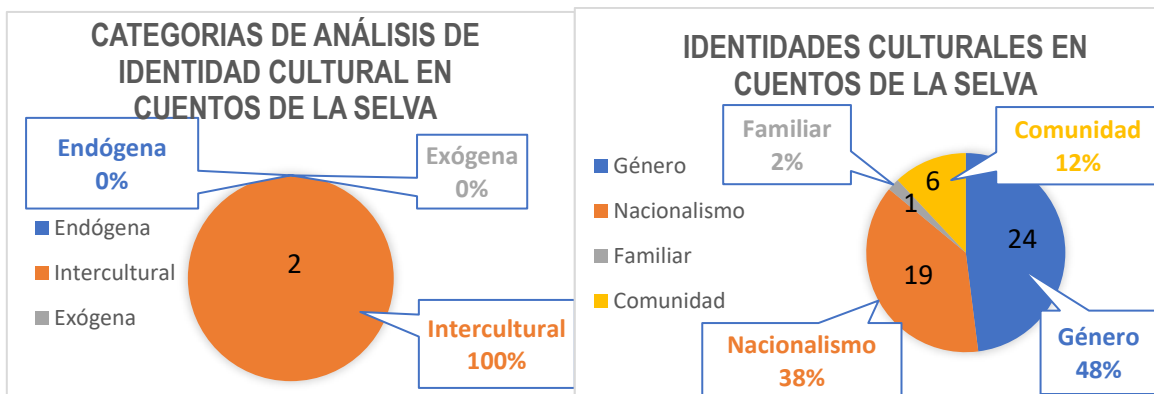 CATEGORIAS DE ANÁLISIS DE
IDENTIDAD CULTURAL EN
CUENTOS DE LA SELVA
Endógena
0%
Exógena
0%
Endógena
Intercultural
Exógena
2
Intercultural
100%
IDENTIDADES CULTURALES EN
CUENTOS DE LA SELVA
Familiar
2%
Comunidad
12%
Género
Nacionalismo
Familiar
Comunidad
6
1
24
19
Nacionalismo
38%
Género
48%